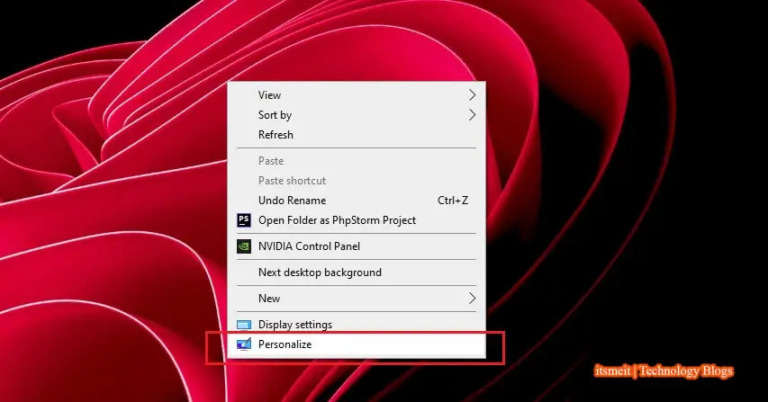 View
Sort by
Refresh
Paste
Paste shortcut
Undo Rename Ctrl+Z
PS Open Folder as PhpStorm Project
NVIDIA Control Panel
Next desktop background
New
Display settings
Personalize
itsmeit | Technology Blogs